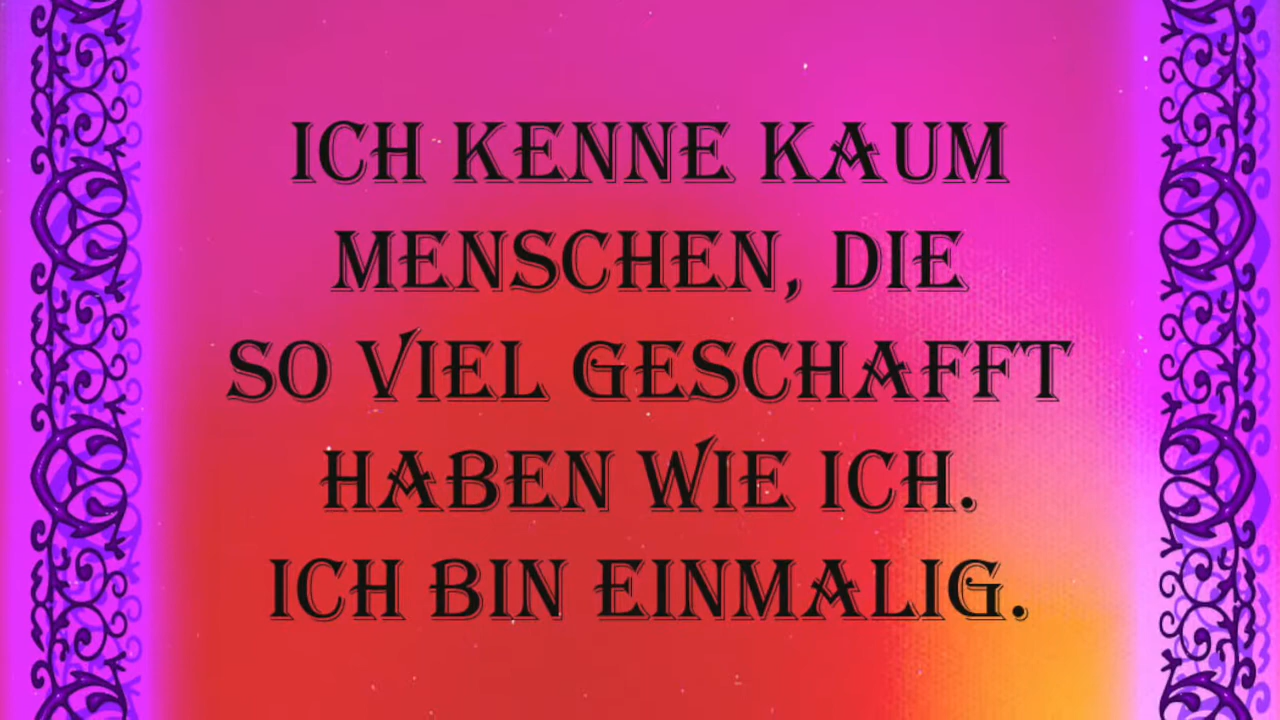 ICH KENNE KAUM
MENSCHEN, DIE
SO VIEL GESCHAFFT
HABEN WIE ICH.
ICH BIN EINMALIG.